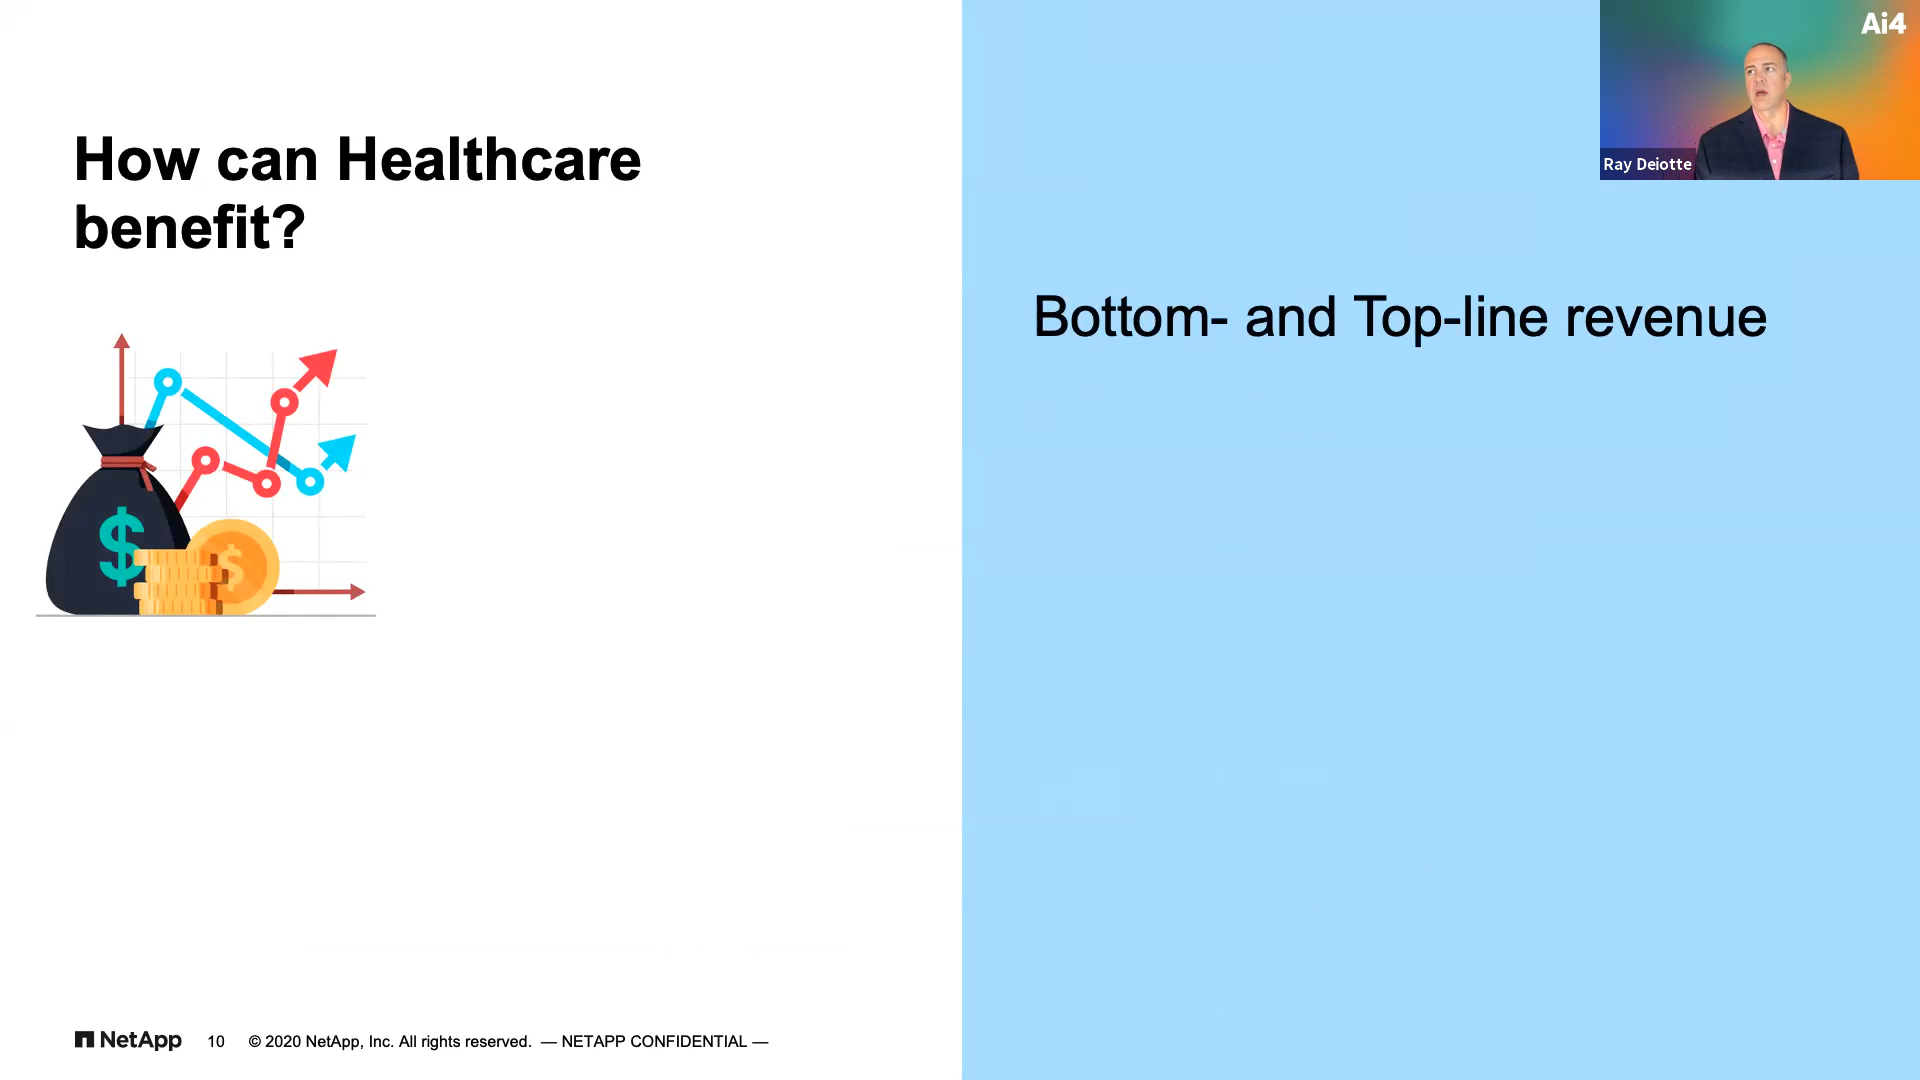 How can Healthcare
benefit?
Bottom- and Top-line revenue
Ai4
Ray Deiotte
$
$
NetApp 10 © 2020 NetApp, Inc. All rights reserved. — NETAPP CONFIDENTIAL —